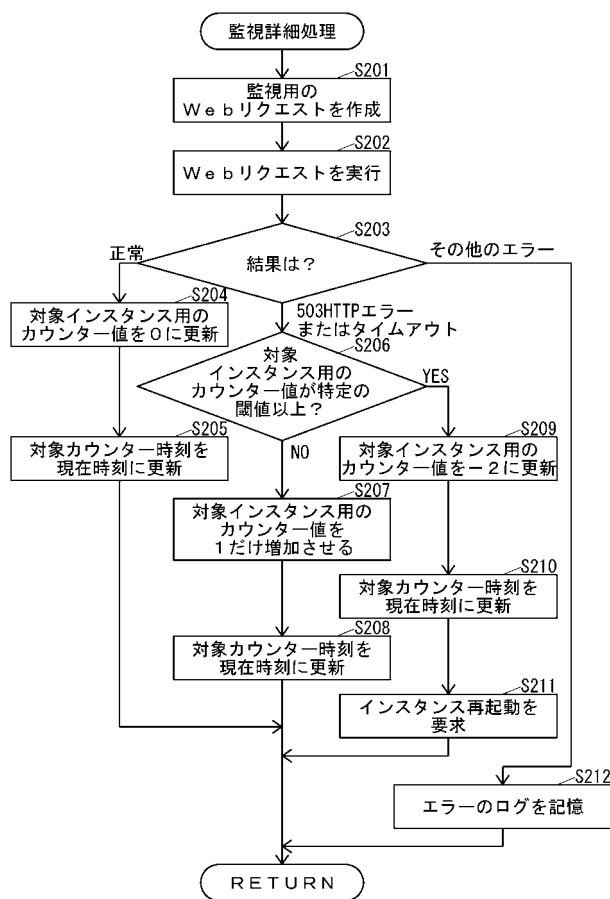 監視詳細処理
S201
監視用の
Ｗｅｂリクエストを作成
S202
Ｗｅｂリクエストを実行
S203
結果は？
正常
その他のエラー
503HTTPエラー
またはタイムアウト
S204
対象インスタンス用の
カウンター値を０に更新
S205
対象カウンター時刻を
現在時刻に更新
S206
対象
インスタンス用の
カウンター値が特定の
閾値以上？
YES
NO
S207
対象インスタンス用の
カウンター値を
１だけ増加させる
S208
対象カウンター時刻を
現在時刻に更新
S209
対象インスタンス用の
カウンター値を－２に更新
S210
対象カウンター時刻を
現在時刻に更新
S211
インスタンス再起動を
要求
S212
エラーのログを記憶
ＲＥＴＵＲＮ